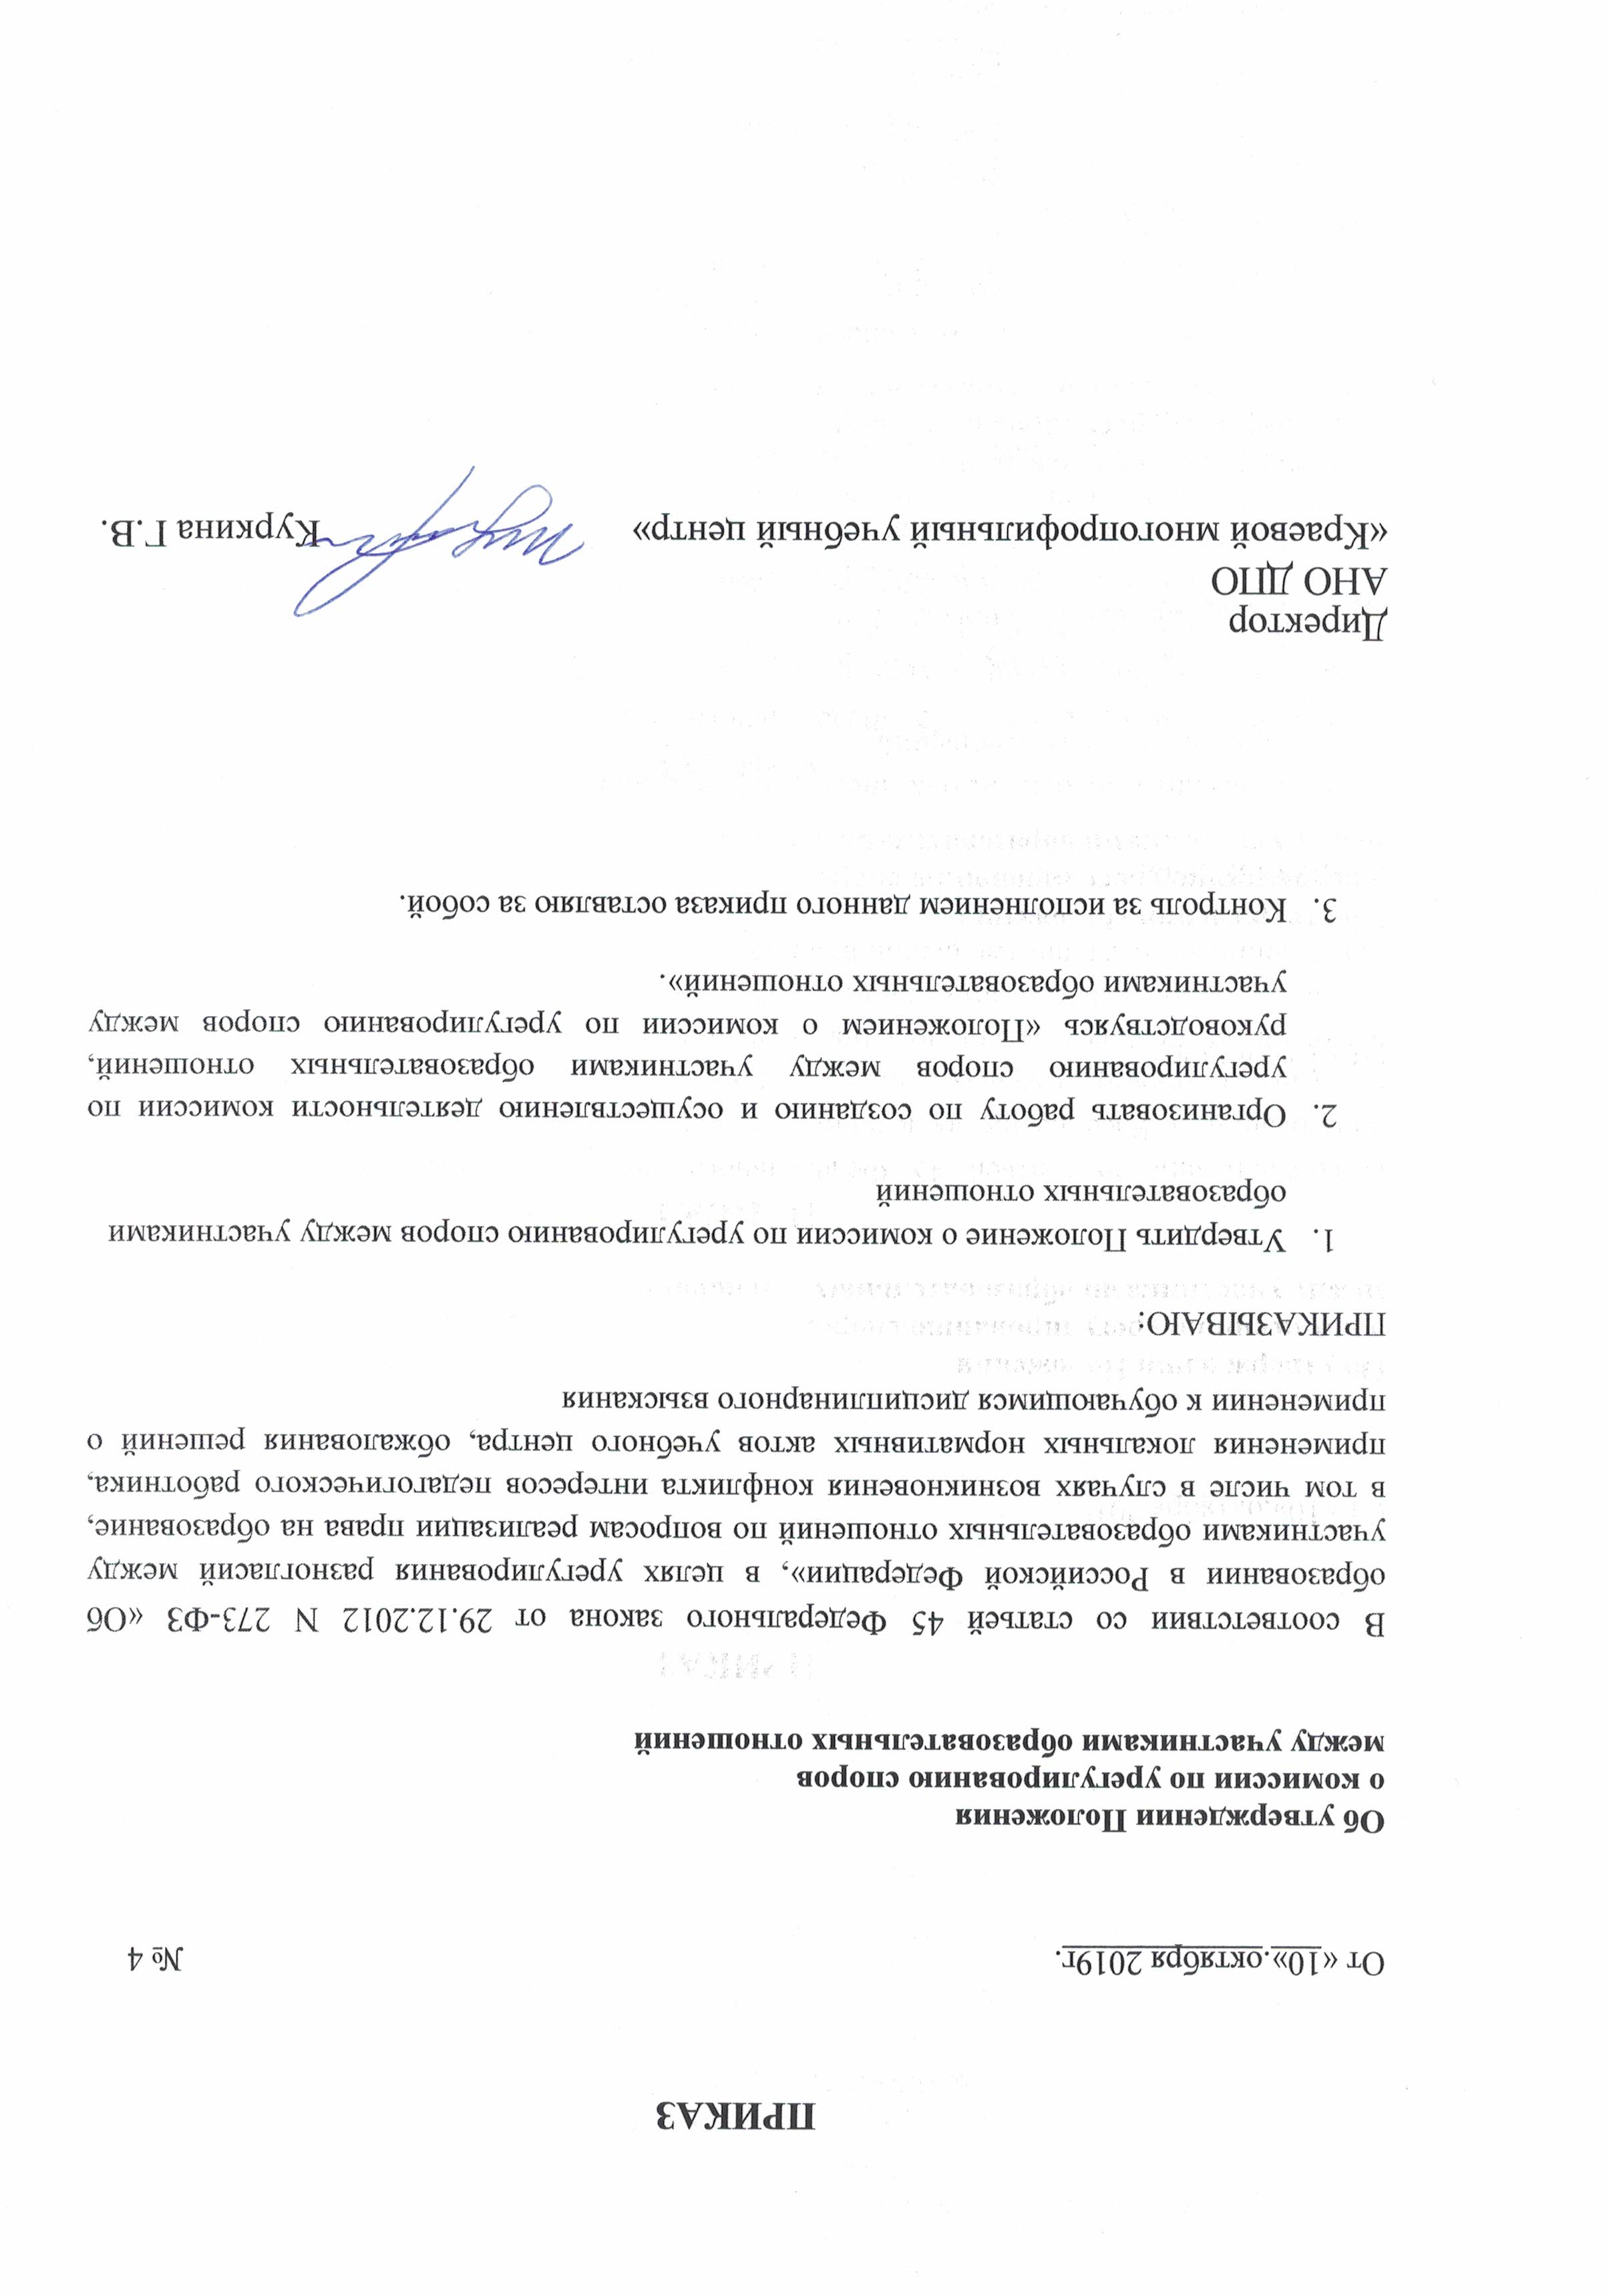 ПРИКАЗ
От «10».октября 2019г. № 4
Об утверждении Положения
о комиссии по урегулированию споров
между участниками образовательных отношений
В соответствии со статьей 45 Федерального закона от 29.12.2012 N 273-ФЗ «Об
образовании в Российской Федерации», в целях урегулирования разногласий между
участниками образовательных отношений по вопросам реализации права на образование,
в том числе в случаях возникновения конфликта интересов педагогического работника,
применения локальных нормативных актов учебного центра, обжалования решений о
применении к обучающимся дисциплинарного взыскания
ПРИКАЗЫВАЮ:
1. Утвердить Положение о комиссии по урегулированию споров между участниками
образовательных отношений
2. Организовать работу по созданию и осуществлению деятельности комиссии по
урегулированию споров между участниками образовательных отношений,
руководствуясь «Положением о комиссии по урегулированию споров между
участниками образовательных отношений».
3. Контроль за исполнением данного приказа оставляю за собой.
Директор
АНО ДПО
«Краевой многопрофильный учебный центр» Куркина Г.В.